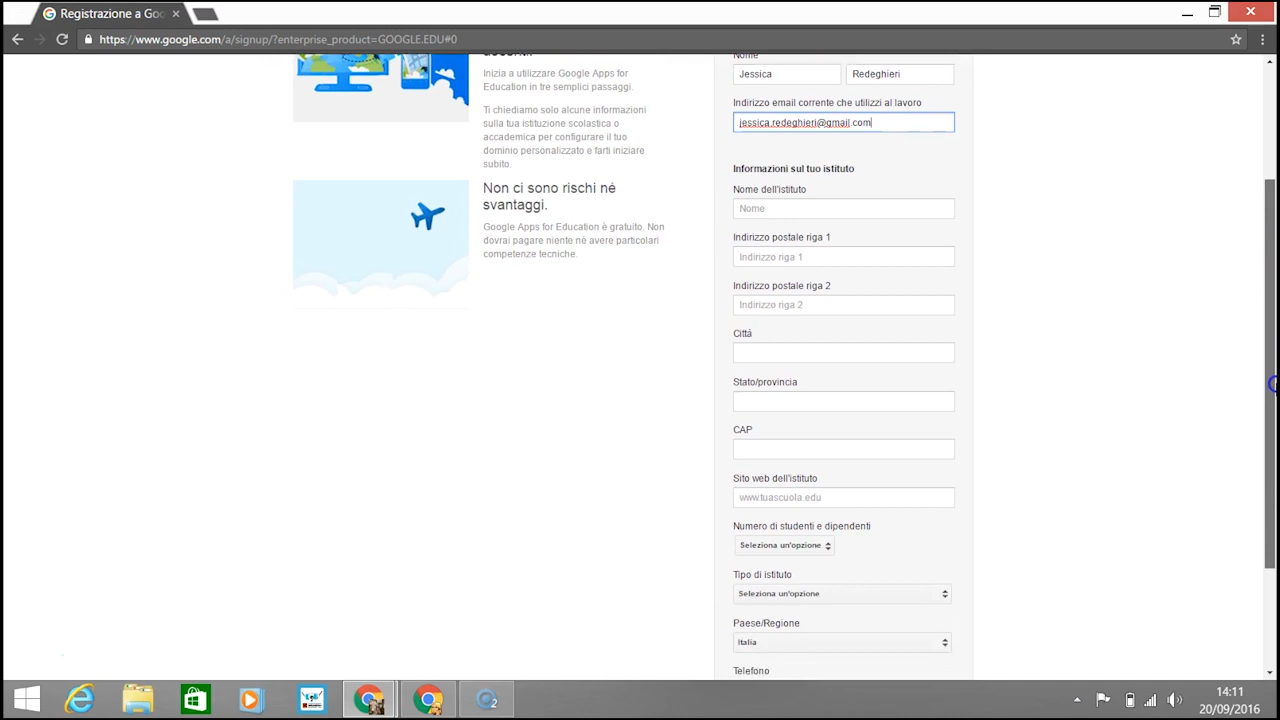 Registrazione a Goo
https://www.google.com/a/signup/?enterprise_product=GOOGLE.EDU#0
Inizia a utilizzare Google Apps for
Education in tre semplici passaggi.
Ti chiediamo solo alcune informazioni
sulla tua istituzione scolastica o
accademica per configurare il tuo
dominio personalizzato e farti iniziare
subito.
Non ci sono rischi né
svantaggi.
Google Apps for Education è gratuito. Non
dovrai pagare niente nè avere particolari
competenze tecniche.
Nome
Jessica Redeghieri
Indirizzo email corrente che utilizzi al lavoro
jessica.redeghieri@gmail.com
Informazioni sul tuo istituto
Nome dell'istituto
Nome
Indirizzo postale riga 1
Indirizzo riga 1
Indirizzo postale riga 2
Indirizzo riga 2
Città
Stato/provincia
CAP
Sito web dell'istituto
www.tuascuola.edu
Numero di studenti e dipendenti
Seleziona un'opzione
Tipo di istituto
Seleziona un'opzione
Paese/Regione
Italia
Telefono
14:11
20/09/2016